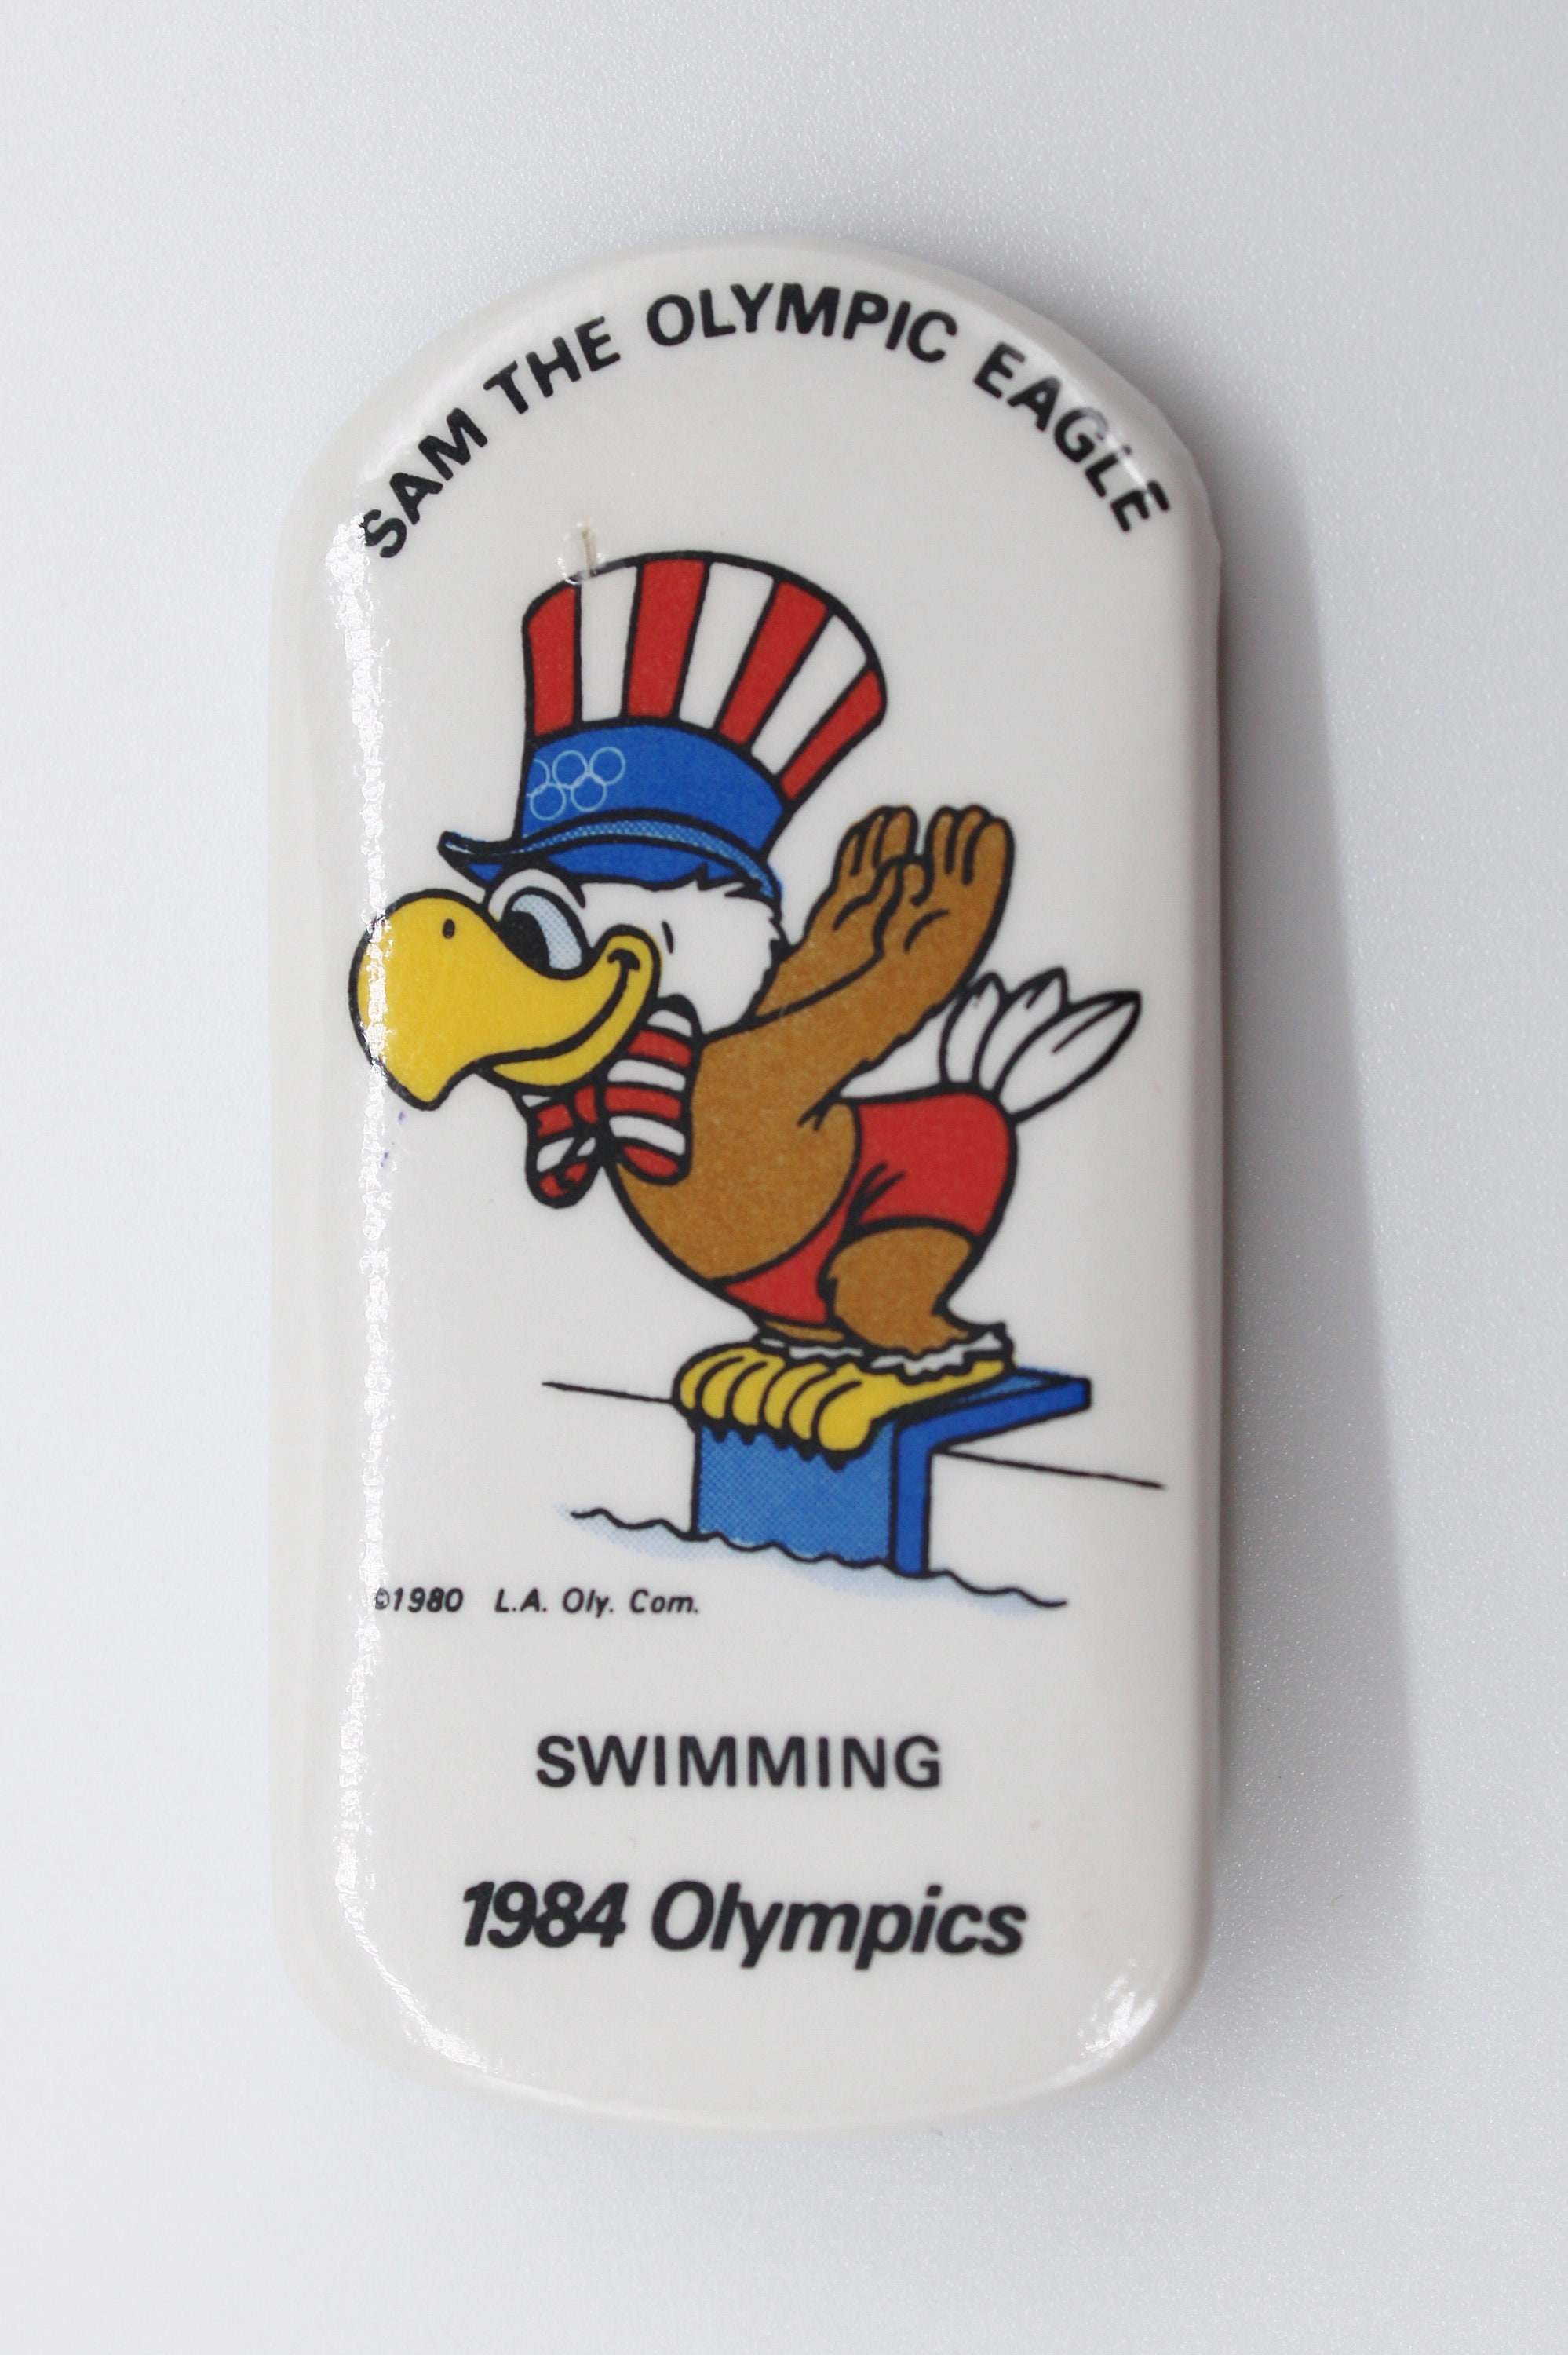 SAM THE OLYMPIC EAGLE
©1980 L.A. Oly. Com.
SWIMMING
1984 Olympics